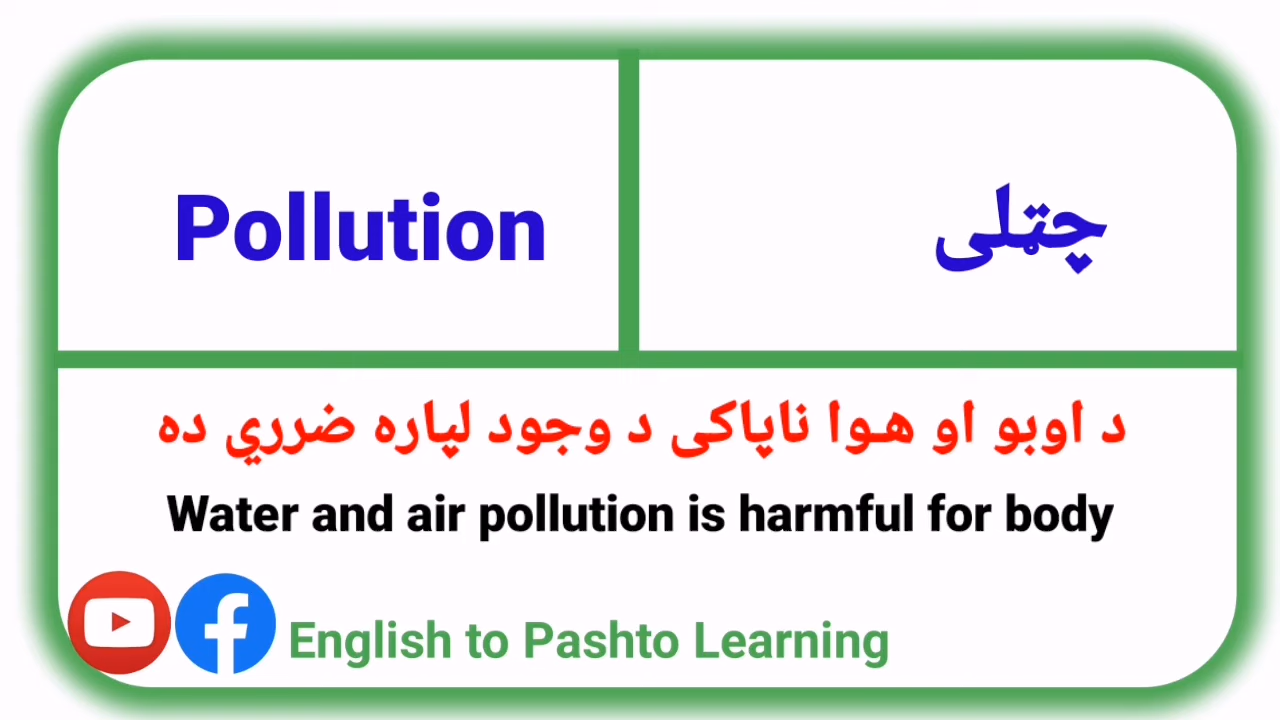 Pollution
چټلی
د اوبو او هوا ناپاکی د وجود لپاره ضرري ده
Water and air pollution is harmful for body
English to Pashto Learning